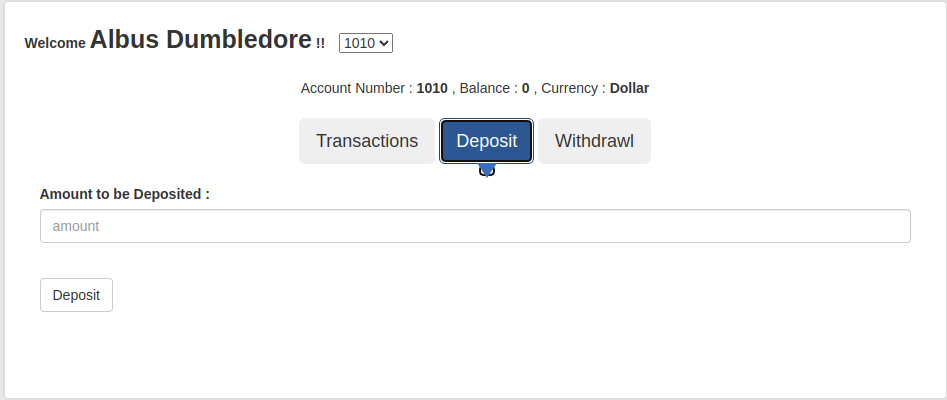 Welcome Albus Dumbledore !! 1010
Account Number : 1010 , Balance : 0 , Currency : Dollar
Transactions Deposit Withdrawl
Amount to be Deposited :
amount
Deposit